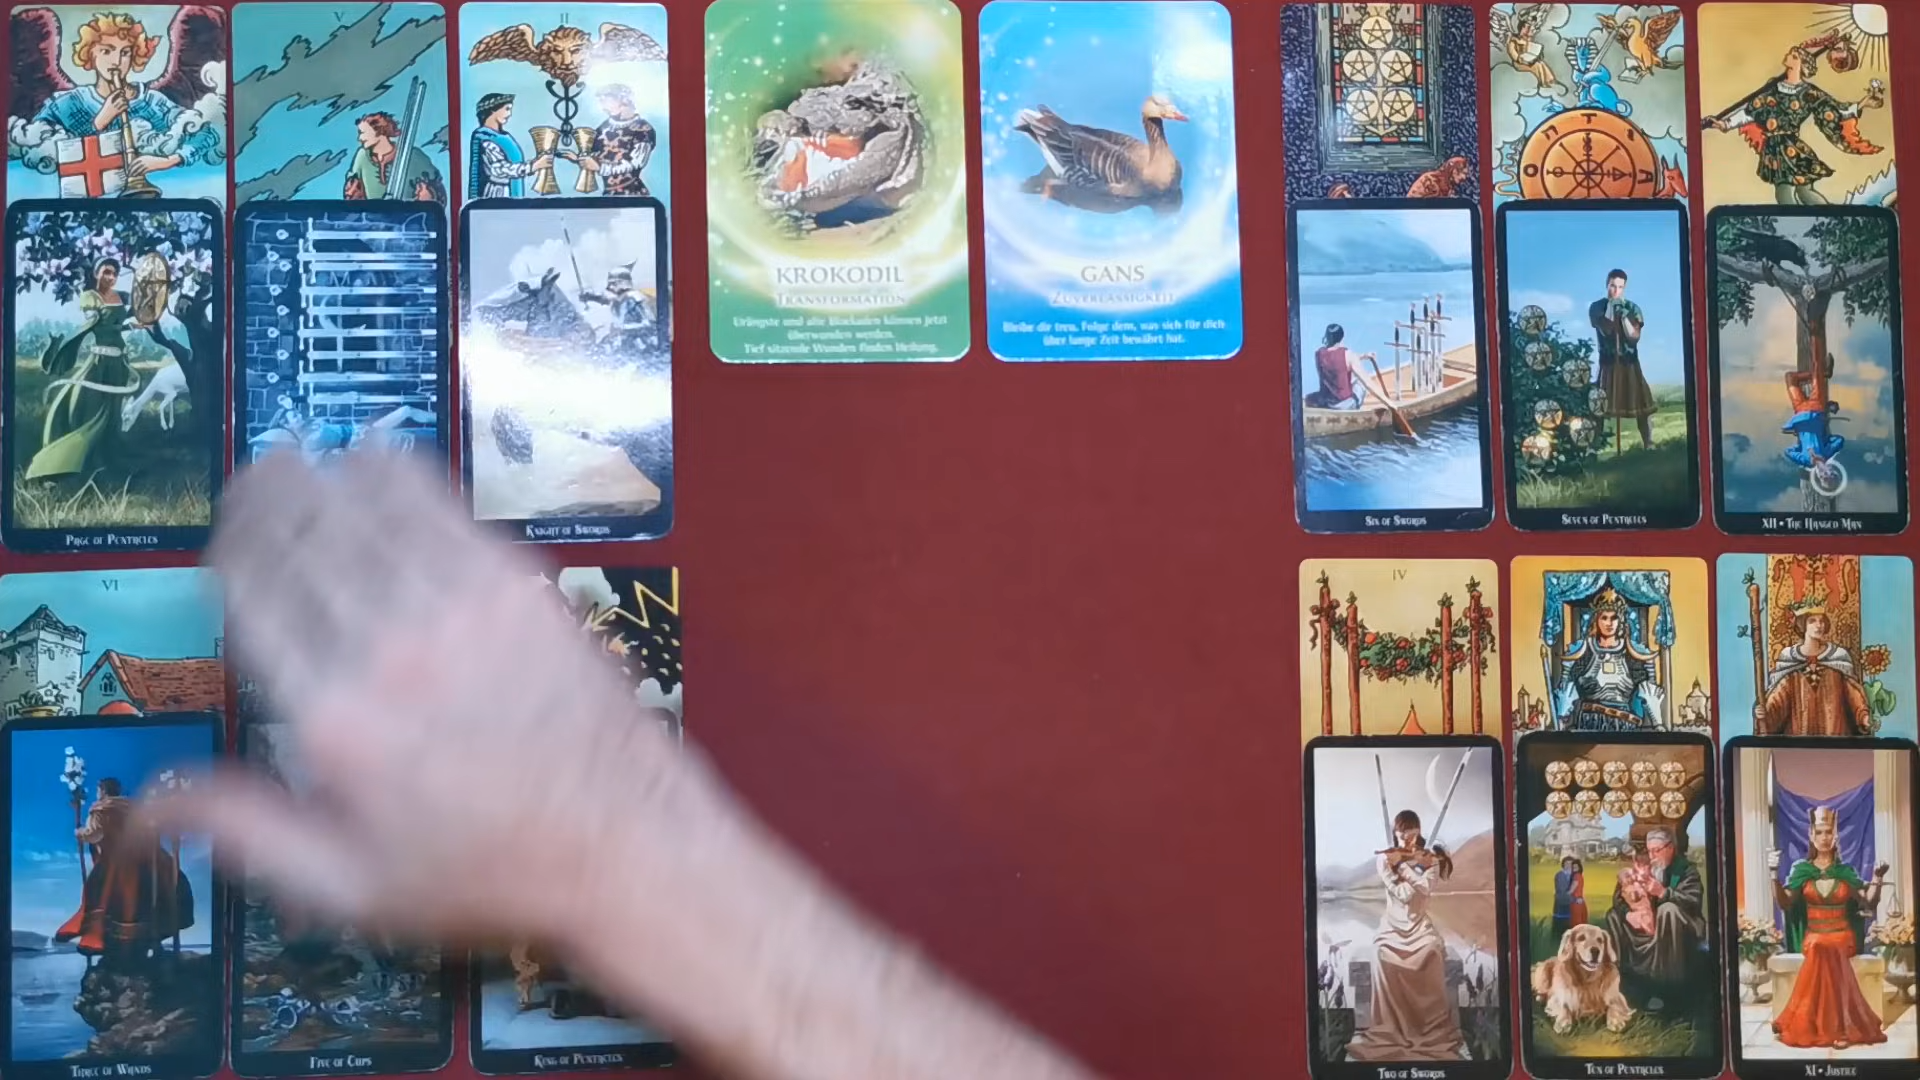 V
II
KROKODIL
TRANSFORMATION
Urängste und alte Blockaden können jetzt
überwunden werden.
Tief sitzende Wunden finden Heilung.
GANS
ZUVERLÄSSIGKEIT
Bleibe dir treu. Folge dem, was sich für dich
über lange Zeit bewährt hat.
PAGE OF PENTACLES
KNIGHT OF SWORDS
SIX OF SWORDS
SEVEN OF PENTACLES
XII • THE HANGED MAN
VI
IV
THREE OF WANDS
FIVE OF CUPS
KING OF PENTACLES
TWO OF SWORDS
TEN OF PENTACLES
XI • JUSTICE